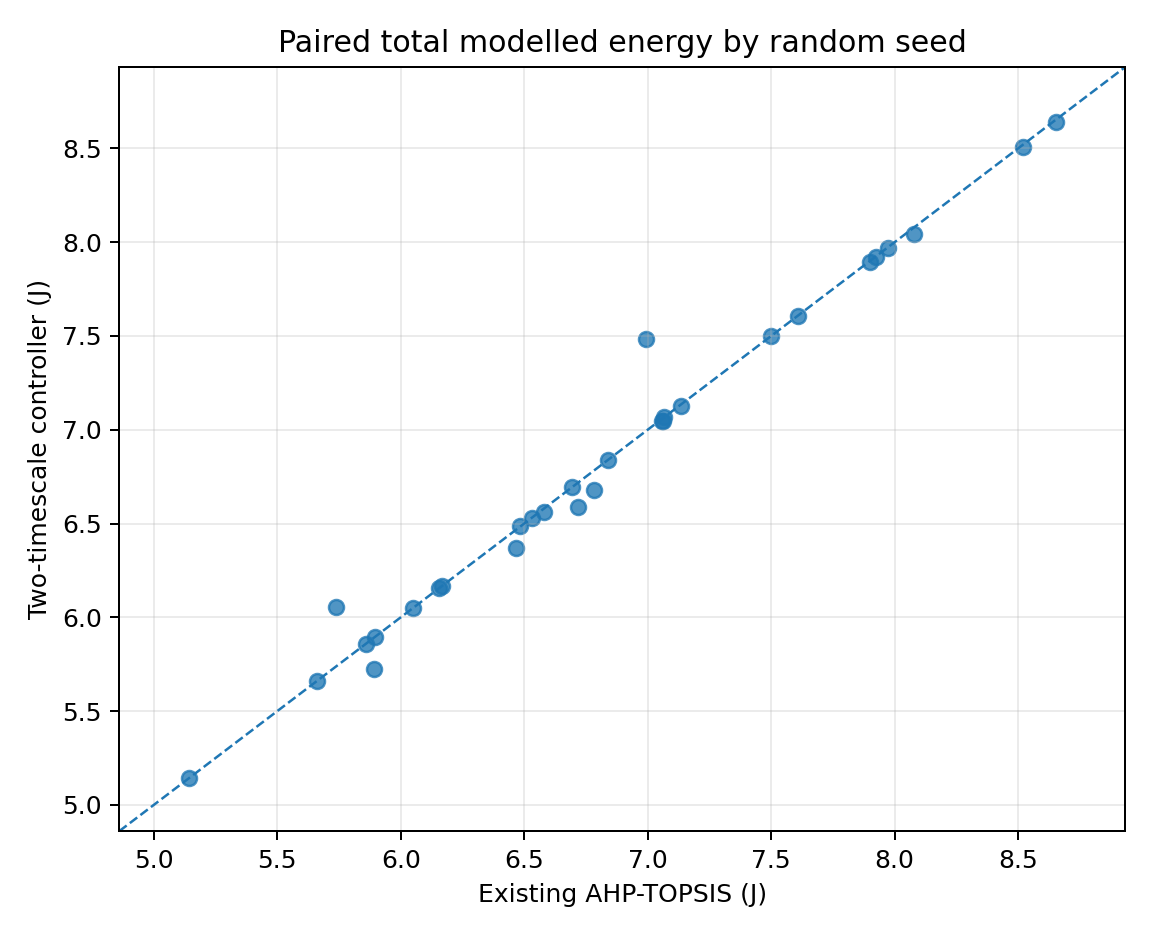 Paired total modelled energy by random seed
Two-timescale controller (J)
8.5
8.0
7.5
7.0
6.5
6.0
5.5
5.0
5.0 5.5 6.0 6.5 7.0 7.5 8.0 8.5
Existing AHP-TOPSIS (J)